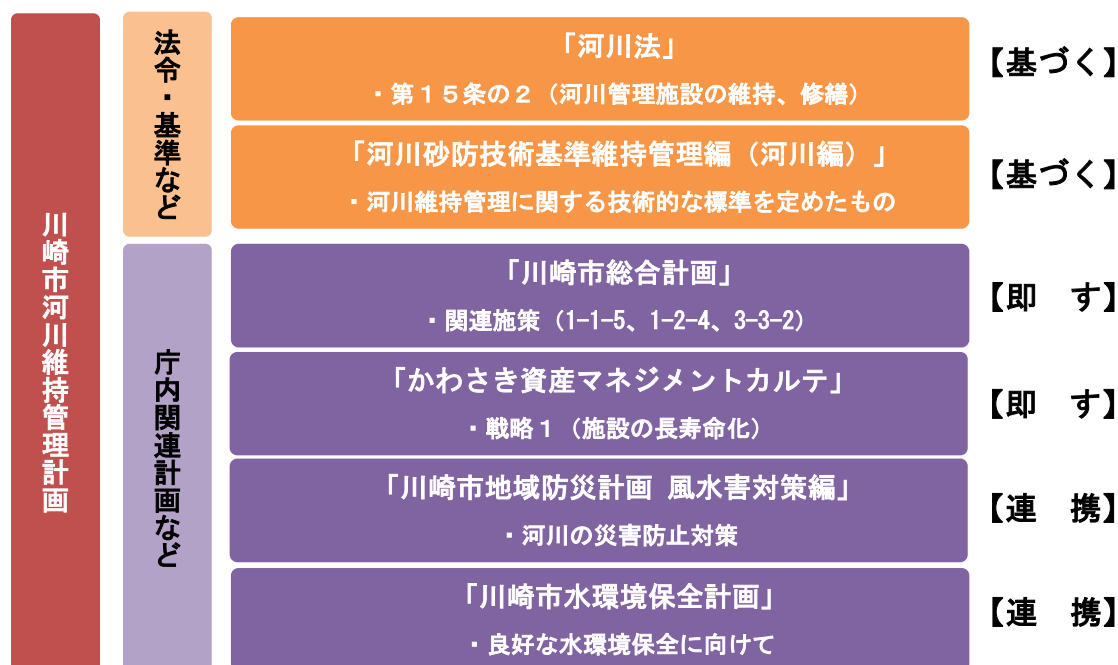 川崎市河川維持管理計画
法令・基準など
「河川法」
・第１５条の２（河川管理施設の維持、修繕）
【基づく】
「河川砂防技術基準維持管理編（河川編）」
・河川維持管理に関する技術的な標準を定めたもの
【基づく】
庁内関連計画など
「川崎市総合計画」
・関連施策（1-1-5、1-2-4、3-3-2）
【即　す】
「かわさき資産マネジメントカルテ」
・戦略１（施設の長寿命化）
【即　す】
「川崎市地域防災計画 風水害対策編」
・河川の災害防止対策
【連　携】
「川崎市水環境保全計画」
・良好な水環境保全に向けて
【連　携】